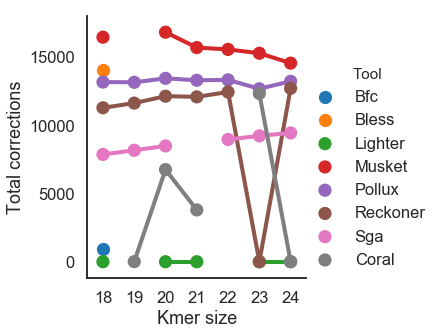 Total corrections
15000
10000
5000
0
18 19 20 21 22 23 24
Kmer size
Tool
Bfc
Bless
Lighter
Musket
Pollux
Reckoner
Sga
Coral